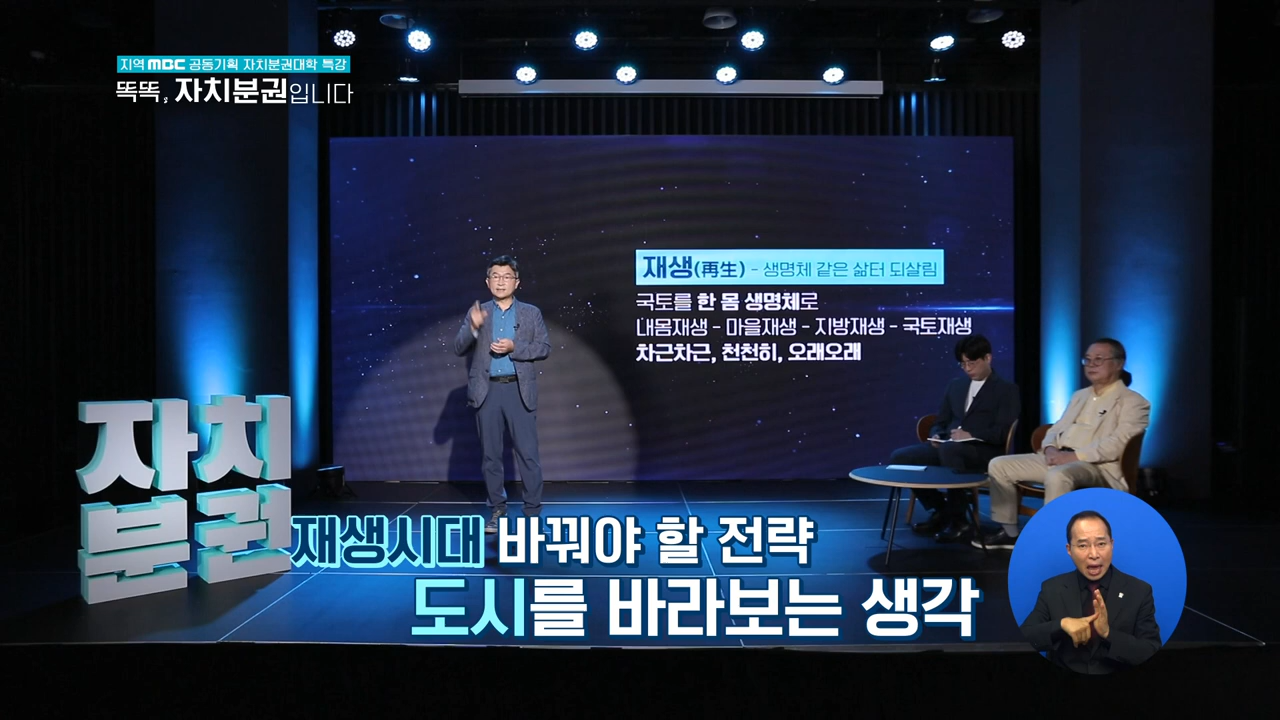 지역 MBC 공동기획 자치분권대학 특강
똑똑, 자치분권입니다
재생(再生) - 생명체 같은 삶터 되살림
국토를 한 몸 생명체로
내몸재생 - 마을재생 - 지방재생 - 국토재생
차근차근, 천천히, 오래오래
자치
분권
재생시대 바꿔야 할 전략
도시를 바라보는 생각